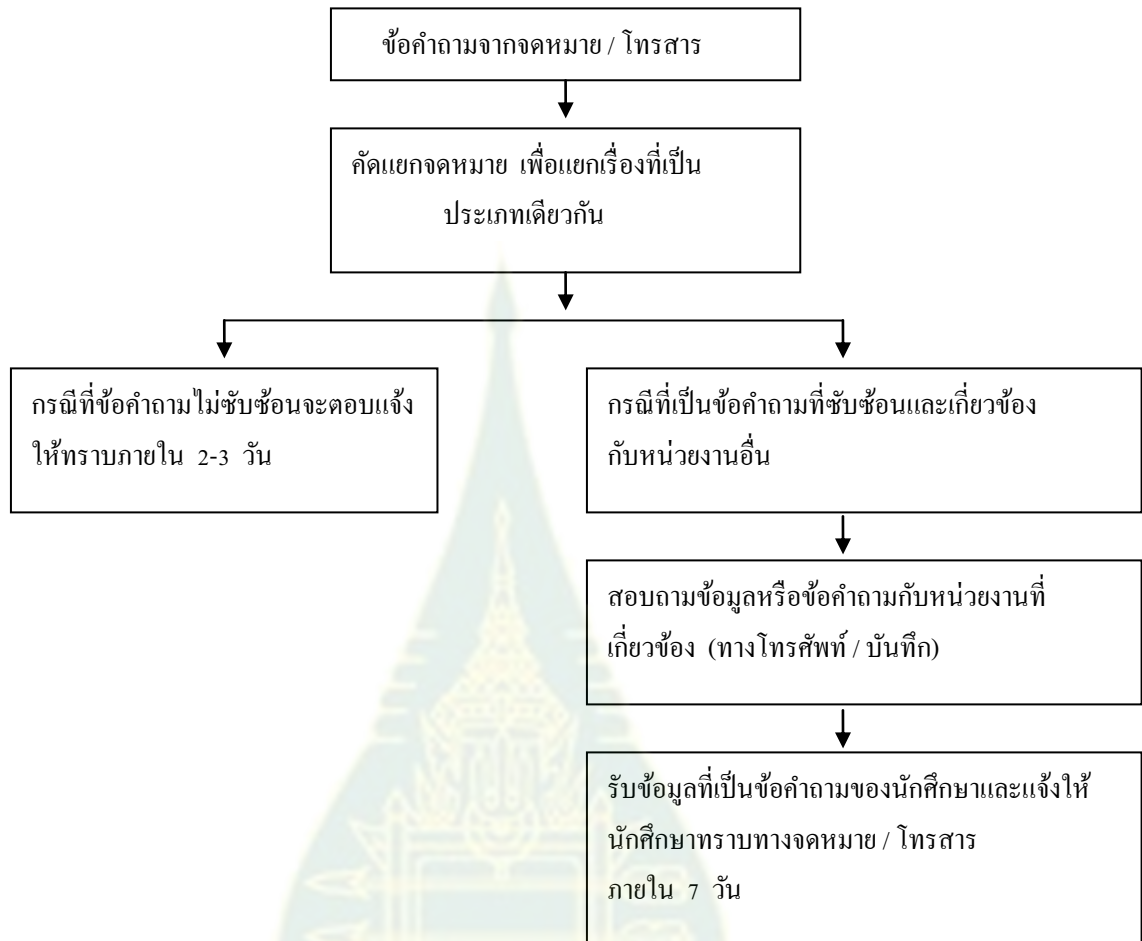 ข้อคำถามจากจดหมาย / โทรสาร
คัดแยกจดหมาย เพื่อแยกเรื่องที่เป็น
ประเภทเดียวกัน
กรณีที่ข้อคำถามไม่ซับซ้อนจะตอบแจ้ง
ให้ทราบภายใน 2-3 วัน
กรณีที่เป็นข้อคำถามที่ซับซ้อนและเกี่ยวข้อง
กับหน่วยงานอื่น
สอบถามข้อมูลหรือข้อคำถามกับหน่วยงานที่
เกี่ยวข้อง (ทางโทรศัพท์ / บันทึก)
รับข้อมูลที่เป็นข้อคำถามของนักศึกษาและแจ้งให้
นักศึกษาทราบทางจดหมาย / โทรสาร
ภายใน 7 วัน